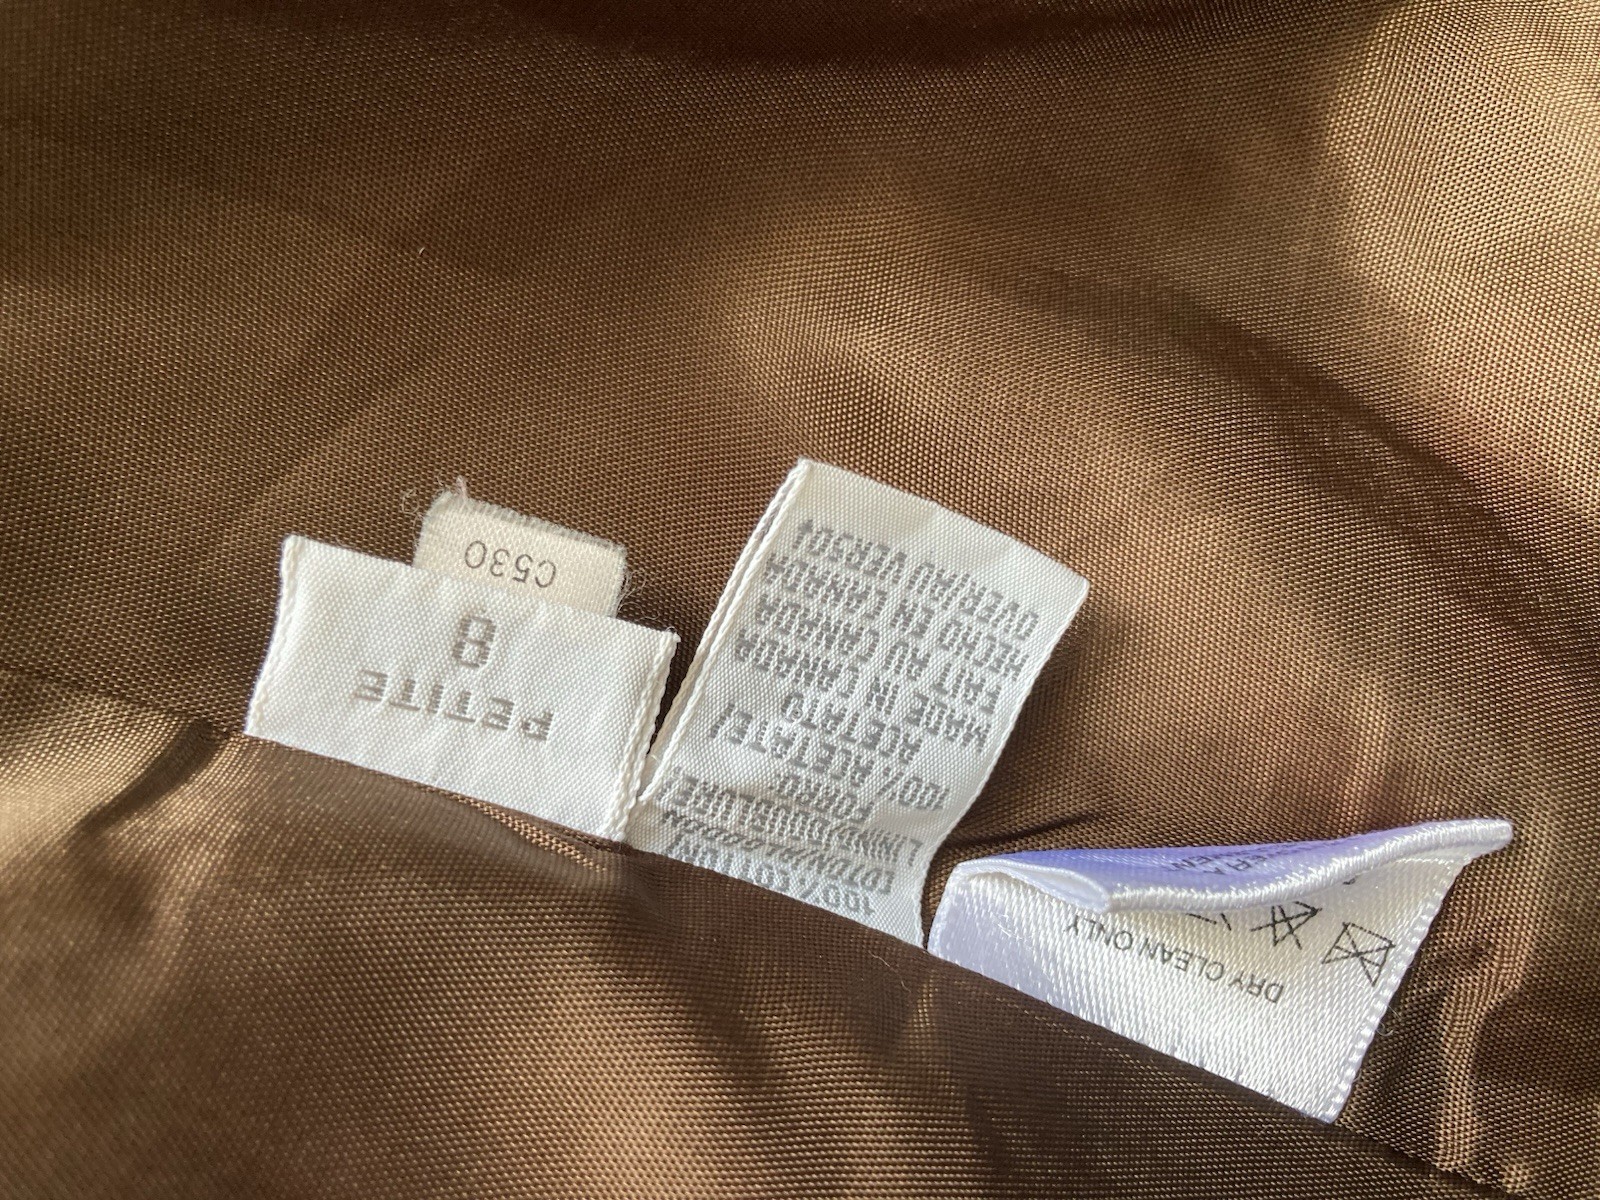 PETITE
8
C530
100% COTTON/
COTON/ALGODON
LINING/DOUBLURE/
FORRO:
100% ACETATE/
ACETATO
MADE IN CANADA
FAIT AU CANADA
HECHO EN CANADA
OVER/AU VERSO↓
DRY CLEAN ONLY